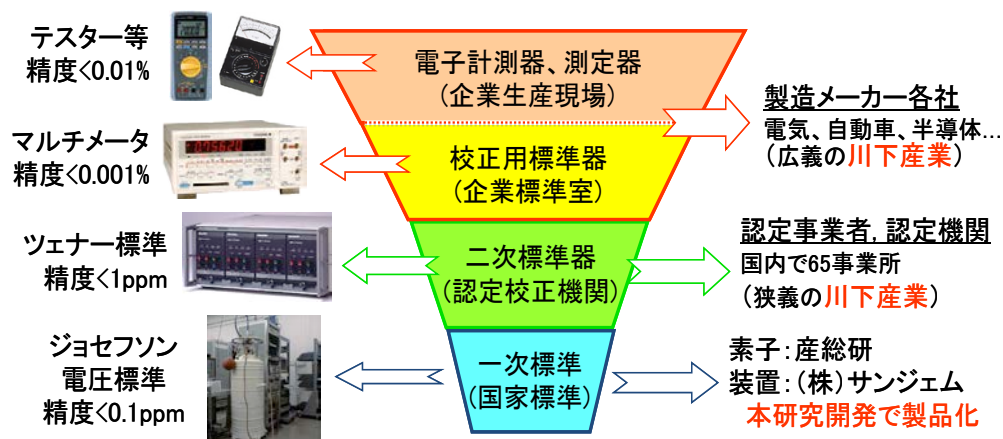 テスター等
精度<0.01%
電子計測器、測定器
(企業生産現場)
製造メーカー各社
電気、自動車、半導体…
(広義の川下産業)
マルチメータ
精度<0.001%
校正用標準器
(企業標準室)
ツェナー標準
精度<1ppm
二次標準器
(認定校正機関)
認定事業者, 認定機関
国内で65事業所
(狭義の川下産業)
ジョセフソン
電圧標準
精度<0.1ppm
一次標準
(国家標準)
素子:産総研
装置:(株)サンジェム
本研究開発で製品化